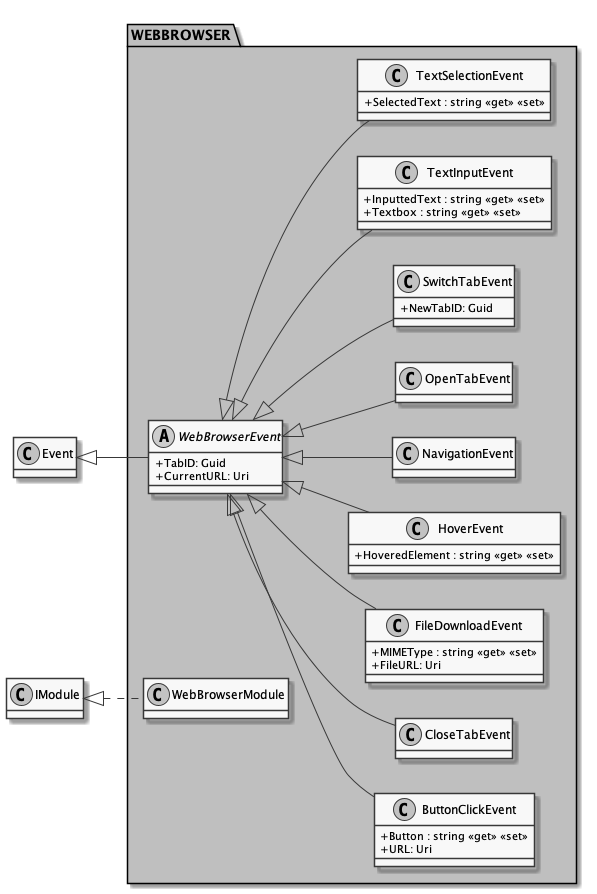 WEBBROWSER
C TextSelectionEvent
+SelectedText : string «get» «set»
C TextInputEvent
+InputtedText : string «get» «set»
+Textbox : string «get» «set»
C SwitchTabEvent
+NewTabID: Guid
C OpenTabEvent
A WebBrowserEvent
+TabID: Guid
+CurrentURL: Uri
C Event
C NavigationEvent
C HoverEvent
+HoveredElement : string «get» «set»
C FileDownloadEvent
+MIMEType : string «get» «set»
+FileURL: Uri
C IModule
C WebBrowserModule
C CloseTabEvent
C ButtonClickEvent
+Button : string «get» «set»
+URL: Uri